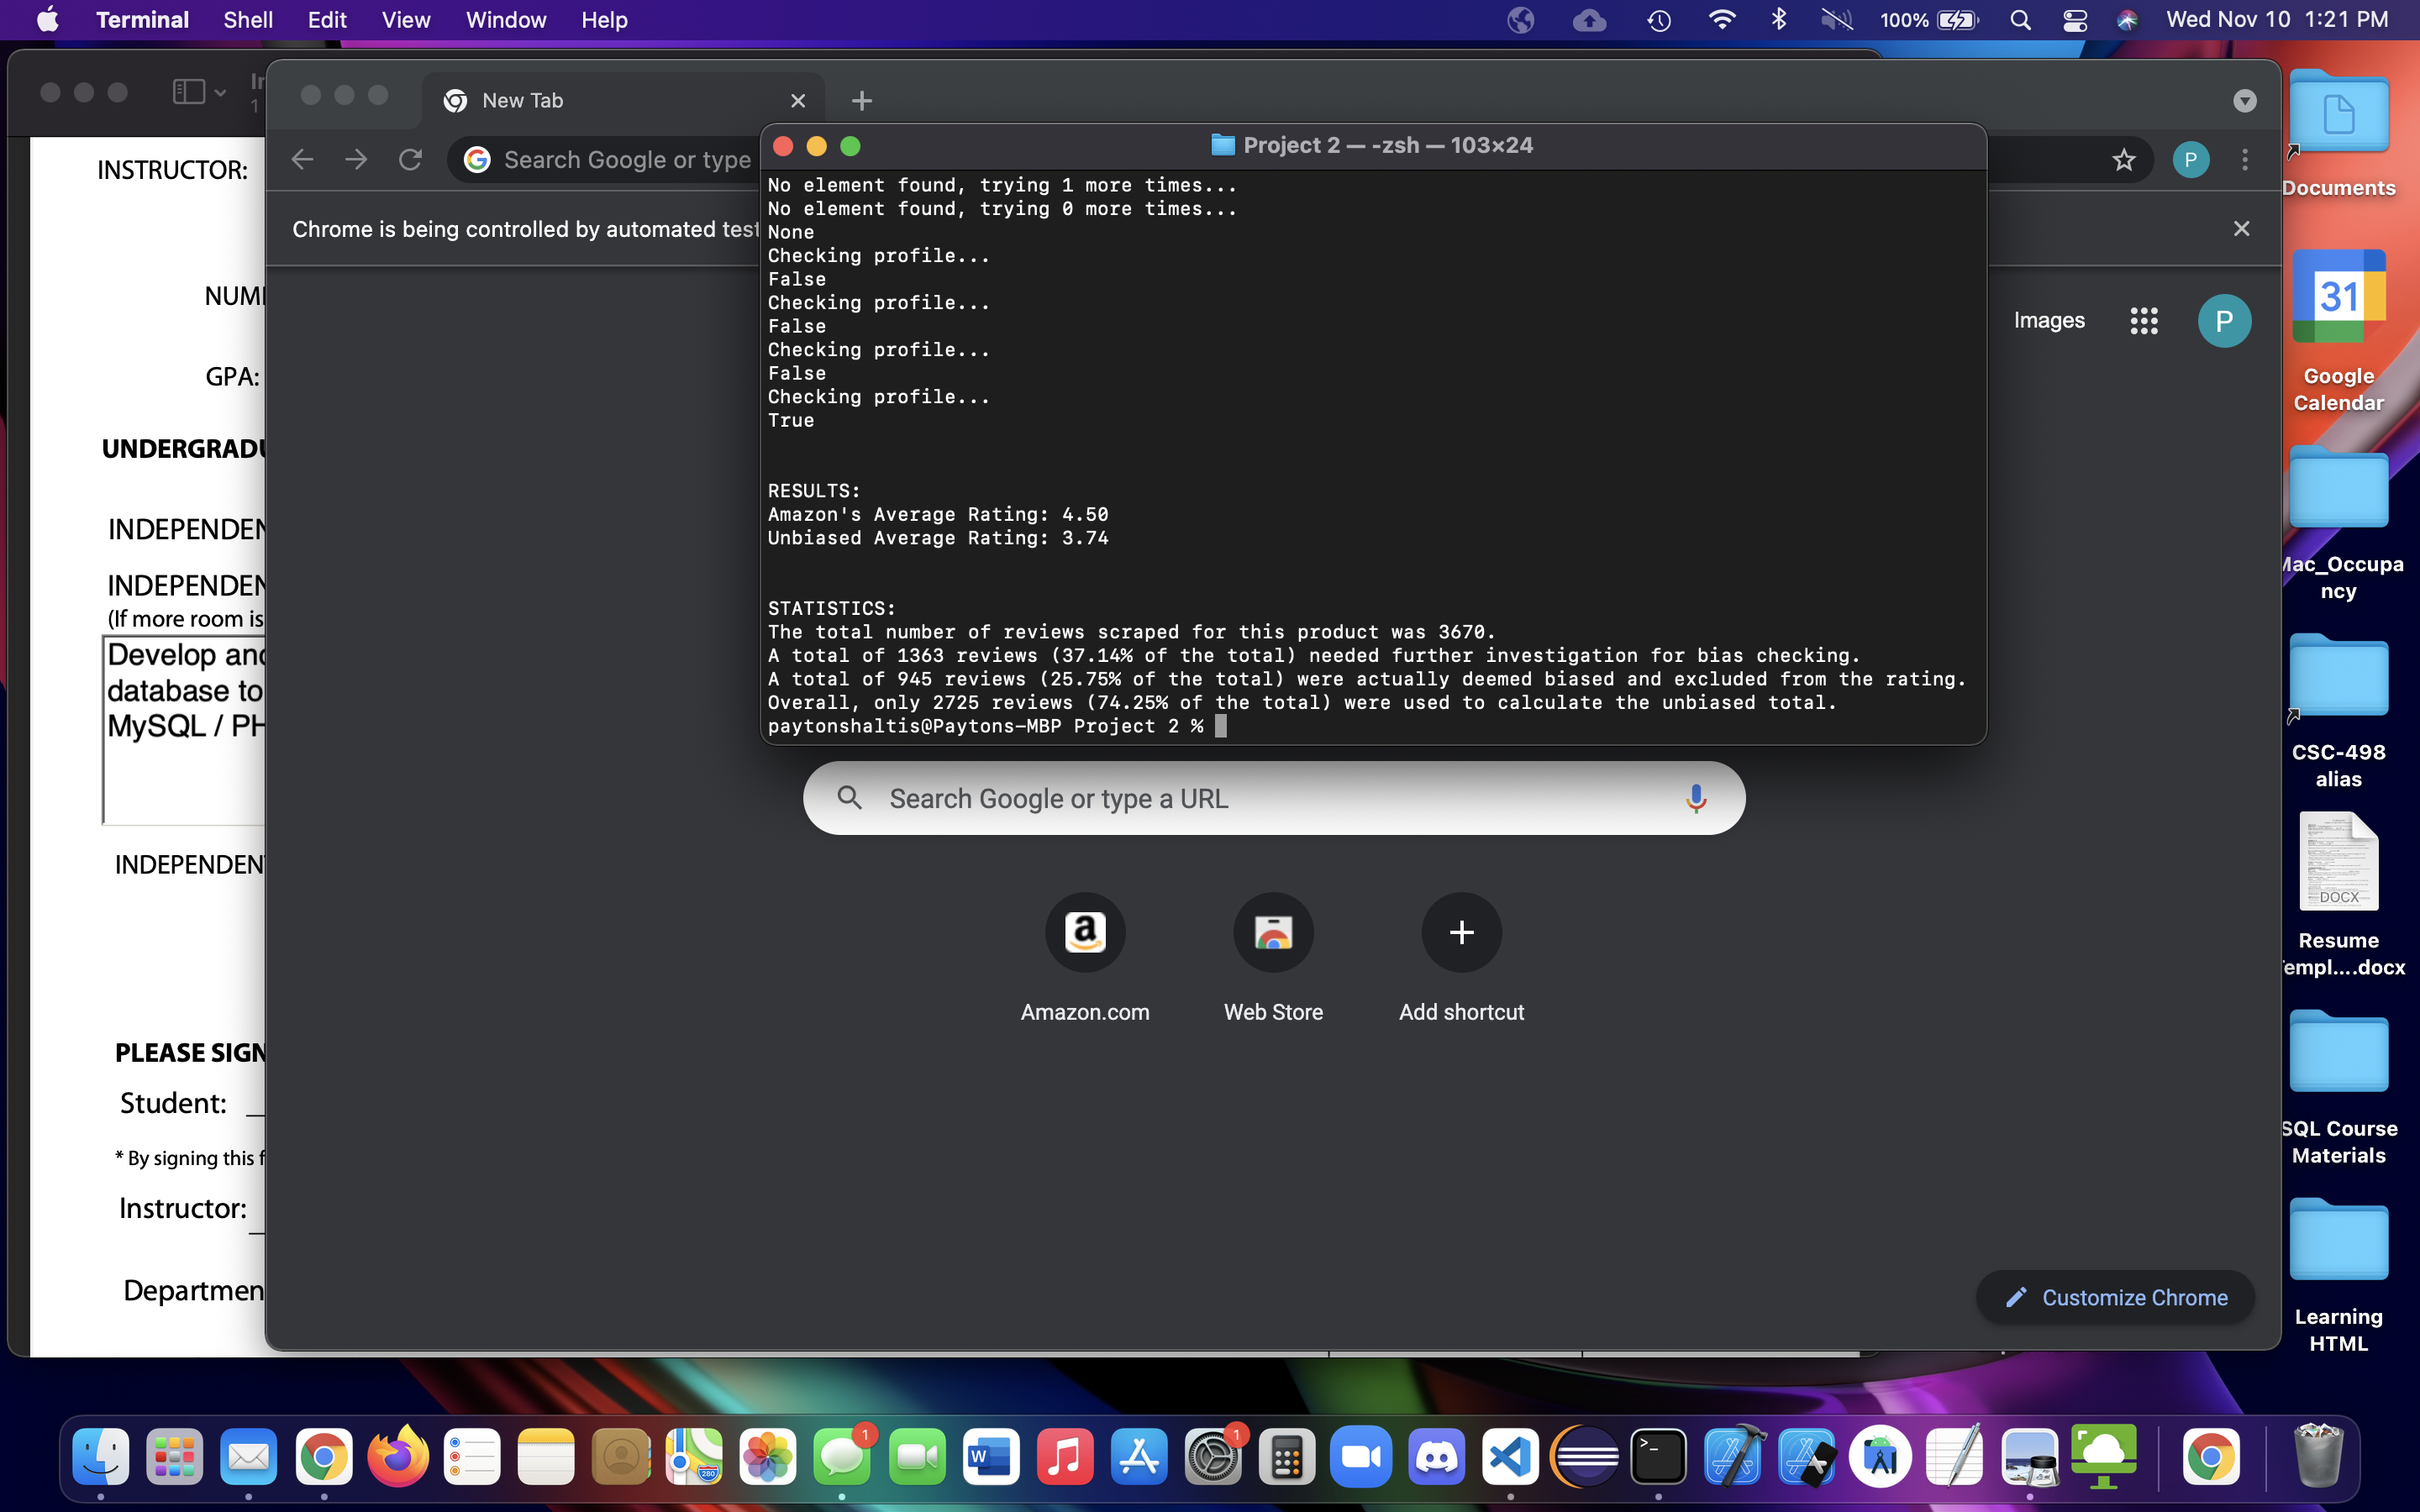 Terminal Shell Edit View Window Help 100% Wed Nov 10 1:21 PM
New Tab
Search Google or type
Chrome is being controlled by automated test
Project 2 — -zsh — 103×24
No element found, trying 1 more times...
No element found, trying 0 more times...
None
Checking profile...
False
Checking profile...
False
Checking profile...
False
Checking profile...
True
RESULTS:
Amazon's Average Rating: 4.50
Unbiased Average Rating: 3.74
STATISTICS:
The total number of reviews scraped for this product was 3670.
A total of 1363 reviews (37.14% of the total) needed further investigation for bias checking.
A total of 945 reviews (25.75% of the total) were actually deemed biased and excluded from the rating.
Overall, only 2725 reviews (74.25% of the total) were used to calculate the unbiased total.
paytonshaltis@Paytons-MBP Project 2 %
P
Images
P
Search Google or type a URL
a
Amazon.com
Web Store
Add shortcut
Customize Chrome
INSTRUCTOR:
NUM
GPA:
UNDERGRADU
INDEPENDEN
INDEPENDEN
(If more room is
Develop and
database to
MySQL / PH
INDEPENDEN
PLEASE SIGN
Student:
* By signing this f
Instructor:
Departmen
Documents
31
Google
Calendar
Mac_Occupa
ncy
CSC-498
alias
DOCX
Resume
Templ....docx
SQL Course
Materials
Learning
HTML
280
1
W
1
>_